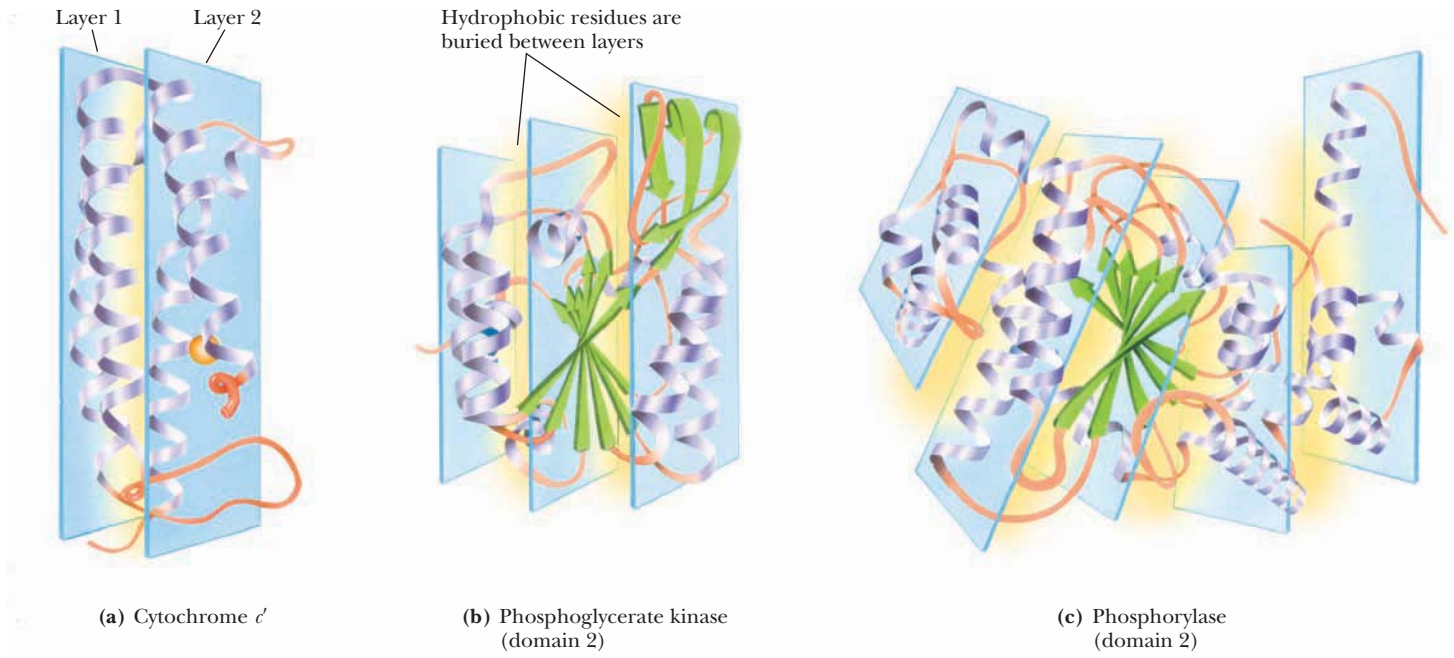 Layer 1
Layer 2
Hydrophobic residues are
buried between layers
(a) Cytochrome c′
(b) Phosphoglycerate kinase
(domain 2)
(c) Phosphorylase
(domain 2)